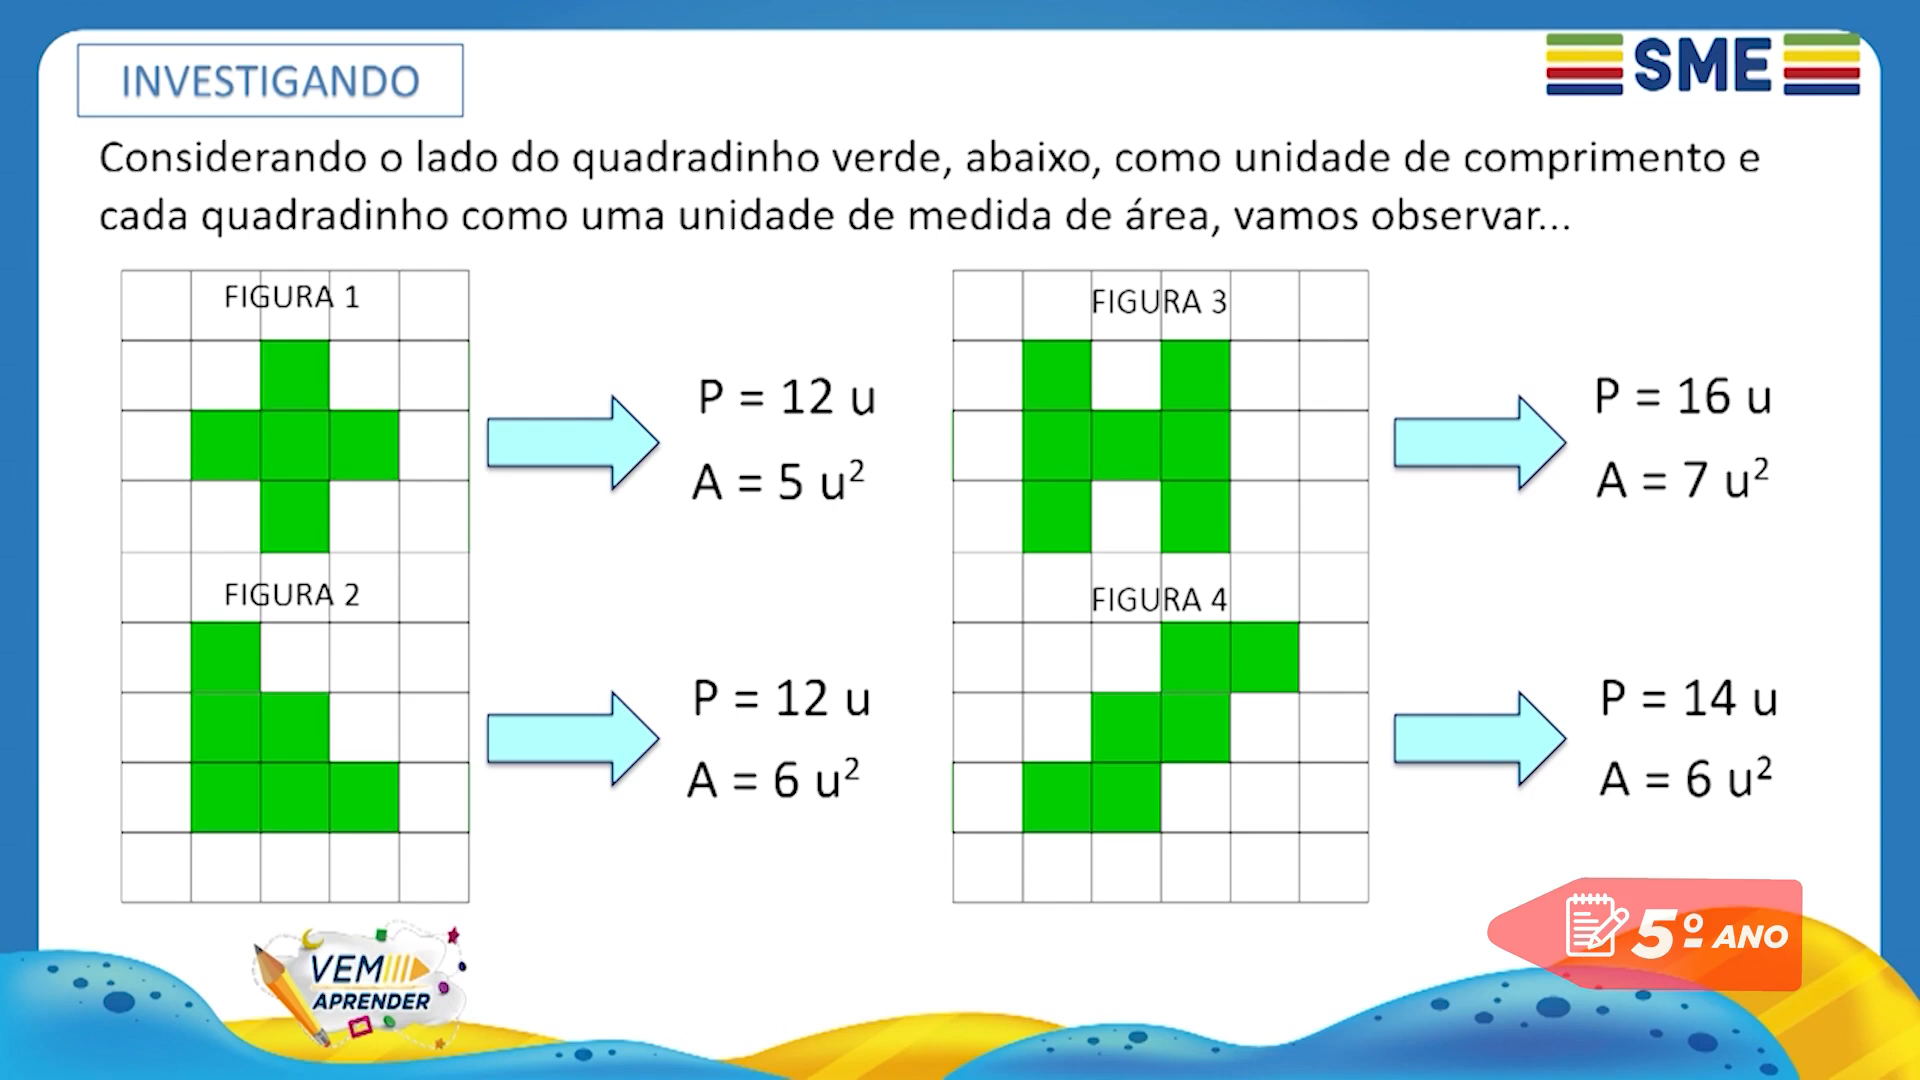 INVESTIGANDO
SME
Considerando o lado do quadradinho verde, abaixo, como unidade de comprimento e
cada quadradinho como uma unidade de medida de área, vamos observar...
FIGURA 1
P = 12 u
A = 5 u²
FIGURA 2
P = 12 u
A = 6 u²
FIGURA 3
P = 16 u
A = 7 u²
FIGURA 4
P = 14 u
A = 6 u²
VEM
APRENDER
5º ANO